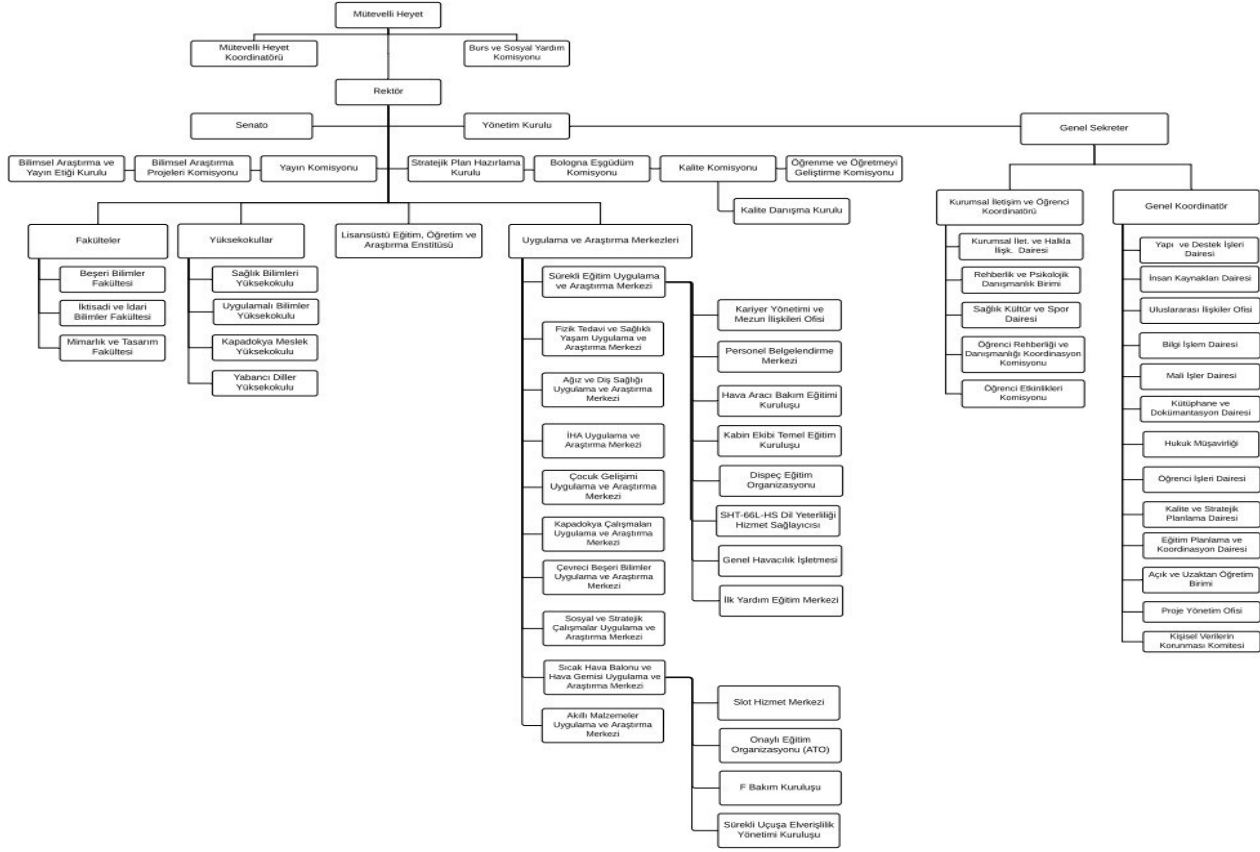 Mütevelli Heyet
Mütevelli Heyet
Koordinatörü
Burs ve Sosyal Yardım
Komisyonu
Rektör
Senato
Yönetim Kurulu
Genel Sekreter
Bilimsel Araştırma ve
Yayın Etiği Kurulu
Bilimsel Araştırma
Projeleri Komisyonu
Yayın Komisyonu
Stratejik Plan Hazırlama
Kurulu
Bologna Eşgüdüm
Komisyonu
Kalite Komisyonu
Öğrenme ve Öğretmeyi
Geliştirme Komisyonu
Kalite Danışma Kurulu
Fakülteler
Beşeri Bilimler
Fakültesi
İktisadi ve İdari
Bilimler Fakültesi
Mimarlık ve Tasarım
Fakültesi
Yüksekokullar
Sağlık Bilimleri
Yüksekokulu
Uygulamalı Bilimler
Yüksekokulu
Kapadokya Meslek
Yüksekokulu
Yabancı Diller
Yüksekokulu
Lisansüstü Eğitim, Öğretim ve
Araştırma Enstitüsü
Uygulama ve Araştırma Merkezleri
Sürekli Eğitim Uygulama
ve Araştırma Merkezi
Fizik Tedavi ve Sağlıklı
Yaşam Uygulama ve
Araştırma Merkezi
Ağız ve Diş Sağlığı
Uygulama ve Araştırma
Merkezi
İHA Uygulama ve
Araştırma Merkezi
Çocuk Gelişimi
Uygulama ve Araştırma
Merkezi
Kapadokya Çalışmaları
Uygulama ve Araştırma
Merkezi
Çevreci Beşeri Bilimler
Uygulama ve Araştırma
Merkezi
Sosyal ve Stratejik
Çalışmalar Uygulama ve
Araştırma Merkezi
Sıcak Hava Balonu ve
Hava Gemisi Uygulama ve
Araştırma Merkezi
Akıllı Malzemeler
Uygulama ve Araştırma
Merkezi
Kariyer Yönetimi ve
Mezun İlişkileri Ofisi
Personel Belgelendirme
Merkezi
Hava Aracı Bakım Eğitimi
Kuruluşu
Kabin Ekibi Temel Eğitim
Kuruluşu
Dispeç Eğitim
Organizasyonu
SHT-66L-HS Dil Yeterliliği
Hizmet Sağlayıcısı
Genel Havacılık İşletmesi
İlk Yardım Eğitim Merkezi
Slot Hizmet Merkezi
Onaylı Eğitim
Organizasyonu (ATO)
F Bakım Kuruluşu
Sürekli Uçuşa Elverişlilik
Yönetimi Kuruluşu
Kurumsal İletişim ve Öğrenci
Koordinatörü
Kurumsal İlet. ve Halkla
İlişk. Dairesi
Rehberlik ve Psikolojik
Danışmanlık Birimi
Sağlık Kültür ve Spor
Dairesi
Öğrenci Rehberliği ve
Danışmanlığı Koordinasyon
Komisyonu
Öğrenci Etkinlikleri
Komisyonu
Genel Koordinatör
Yapı ve Destek İşleri
Dairesi
İnsan Kaynakları Dairesi
Uluslararası İlişkiler Ofisi
Bilgi İşlem Dairesi
Mali İşler Dairesi
Kütüphane ve
Dokümantasyon Dairesi
Hukuk Müşavirliği
Öğrenci İşleri Dairesi
Kalite ve Stratejik
Planlama Dairesi
Eğitim Planlama ve
Koordinasyon Dairesi
Açık ve Uzaktan Öğretim
Birimi
Proje Yönetim Ofisi
Kişisel Verilerin
Korunması Komitesi